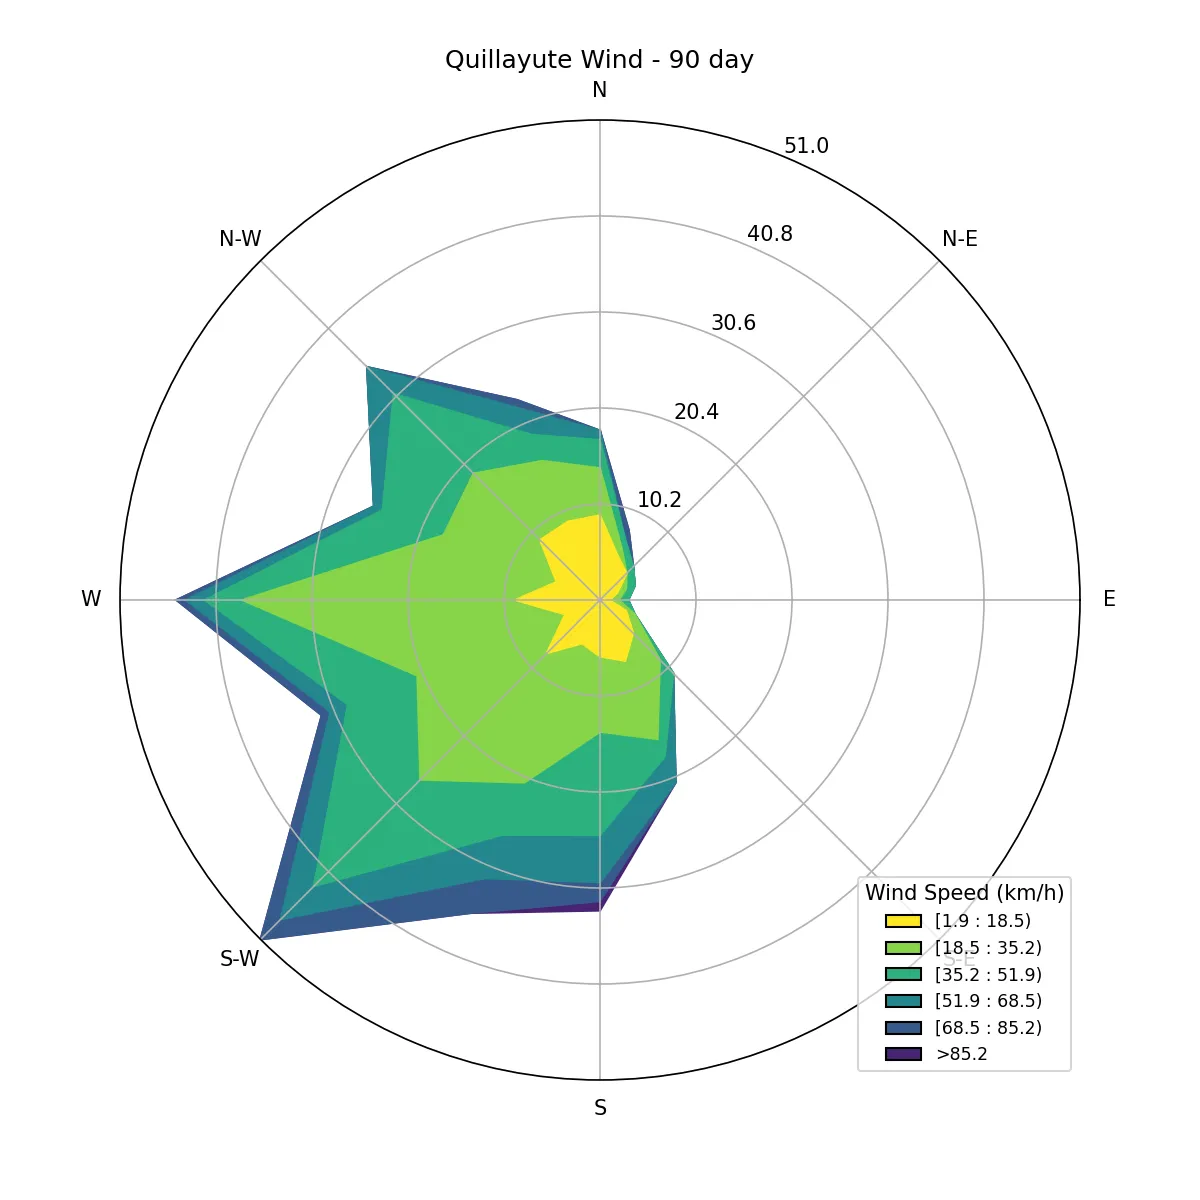 Quillayute Wind - 90 day
N
51.0
N-W
N-E
40.8
30.6
20.4
10.2
W
E
S-W
S-E
S
Wind Speed (km/h)
[1.9 : 18.5)
[18.5 : 35.2)
[35.2 : 51.9)
[51.9 : 68.5)
[68.5 : 85.2)
>85.2